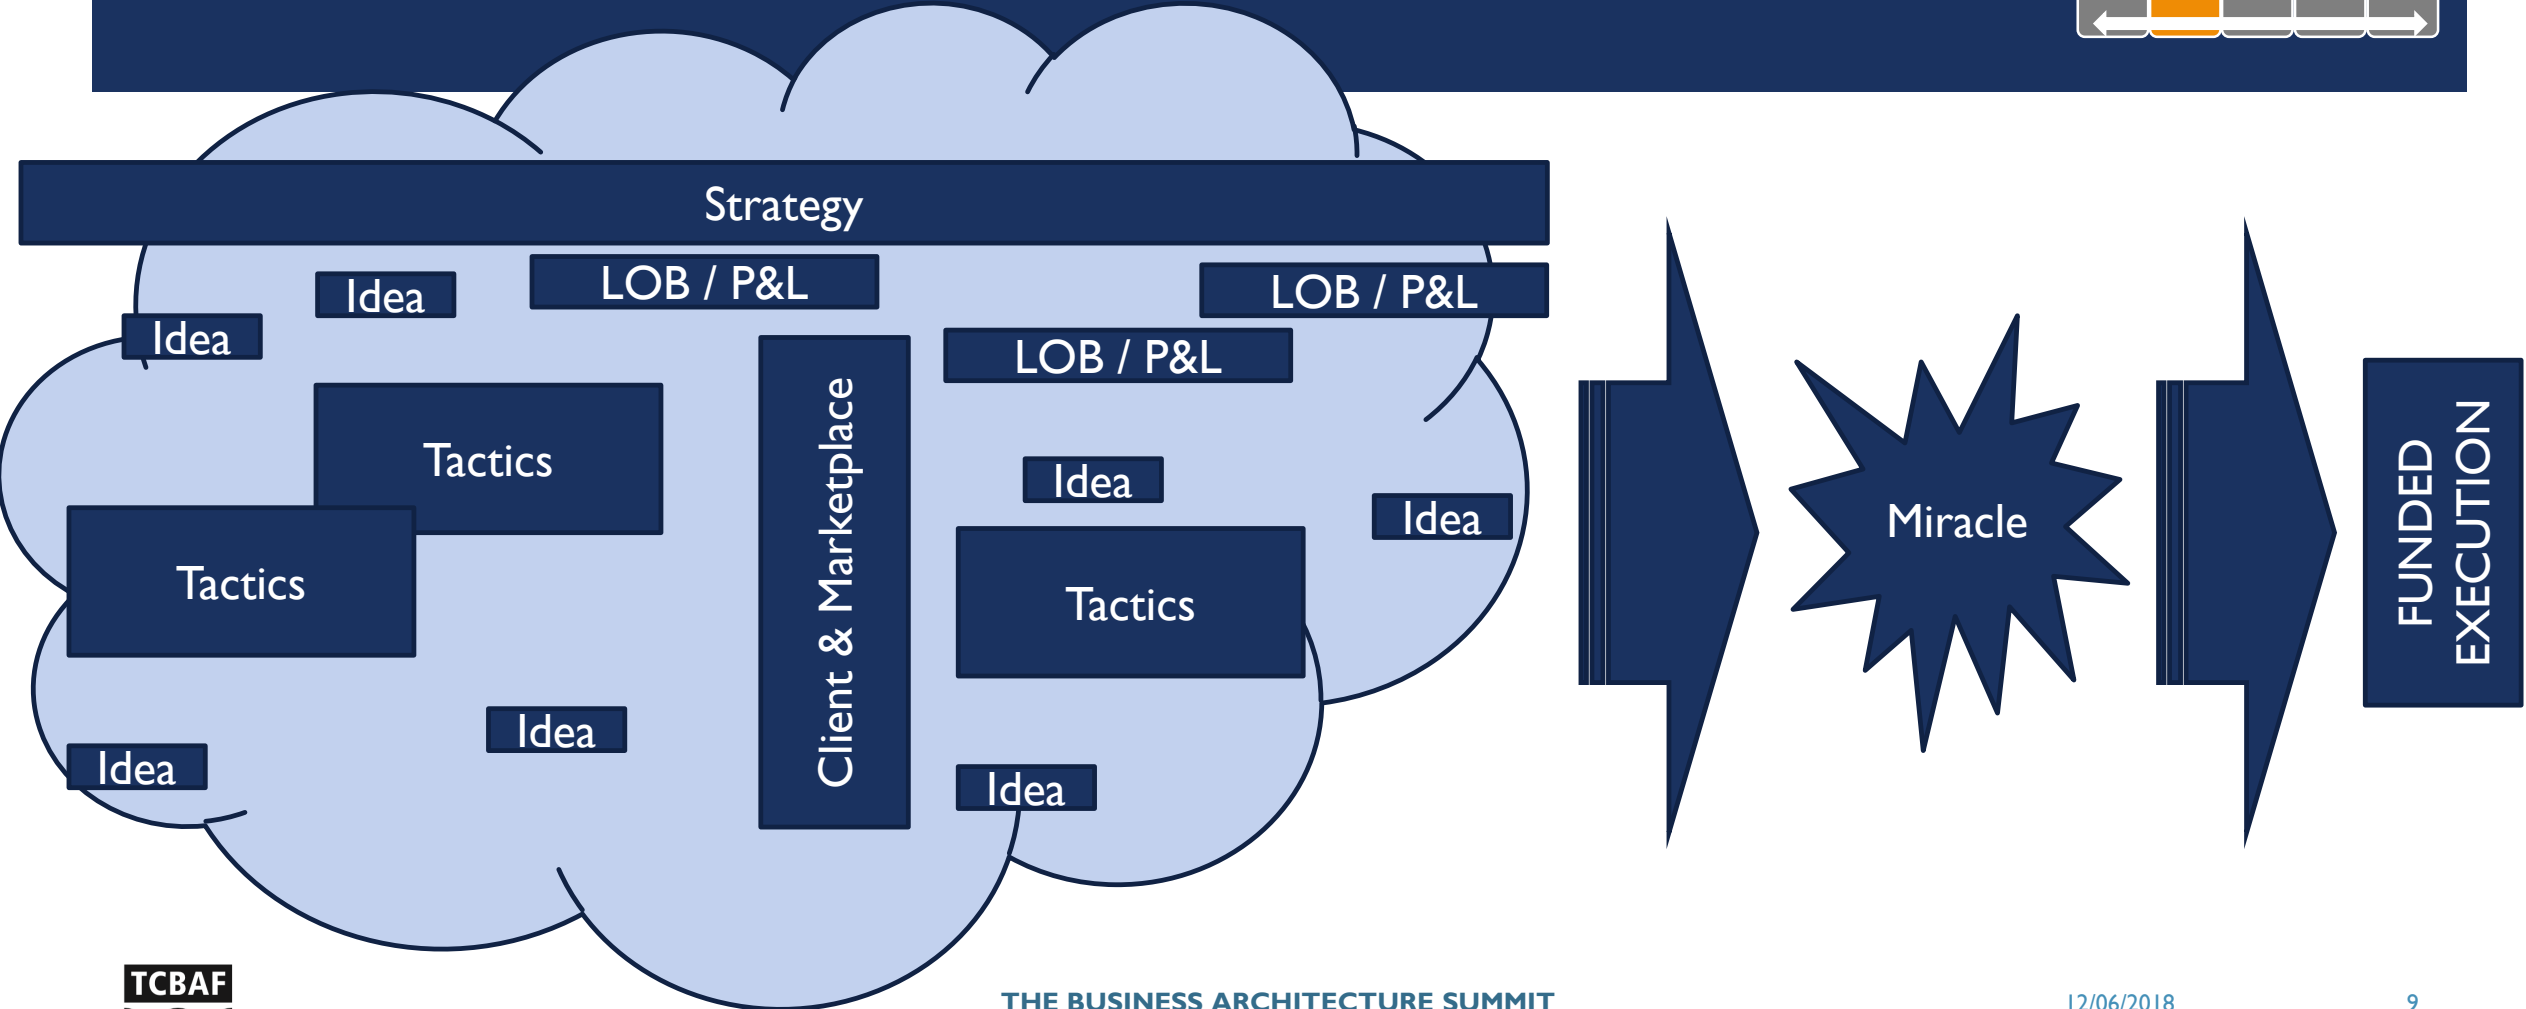 Strategy
Idea
LOB / P&L
LOB / P&L
Idea
LOB / P&L
Tactics
Client & Marketplace
Idea
Idea
Tactics
Tactics
Idea
Idea
Idea
Miracle
FUNDED
EXECUTION
TCBAF
THE BUSINESS ARCHITECTURE SUMMIT
12/06/2018
9